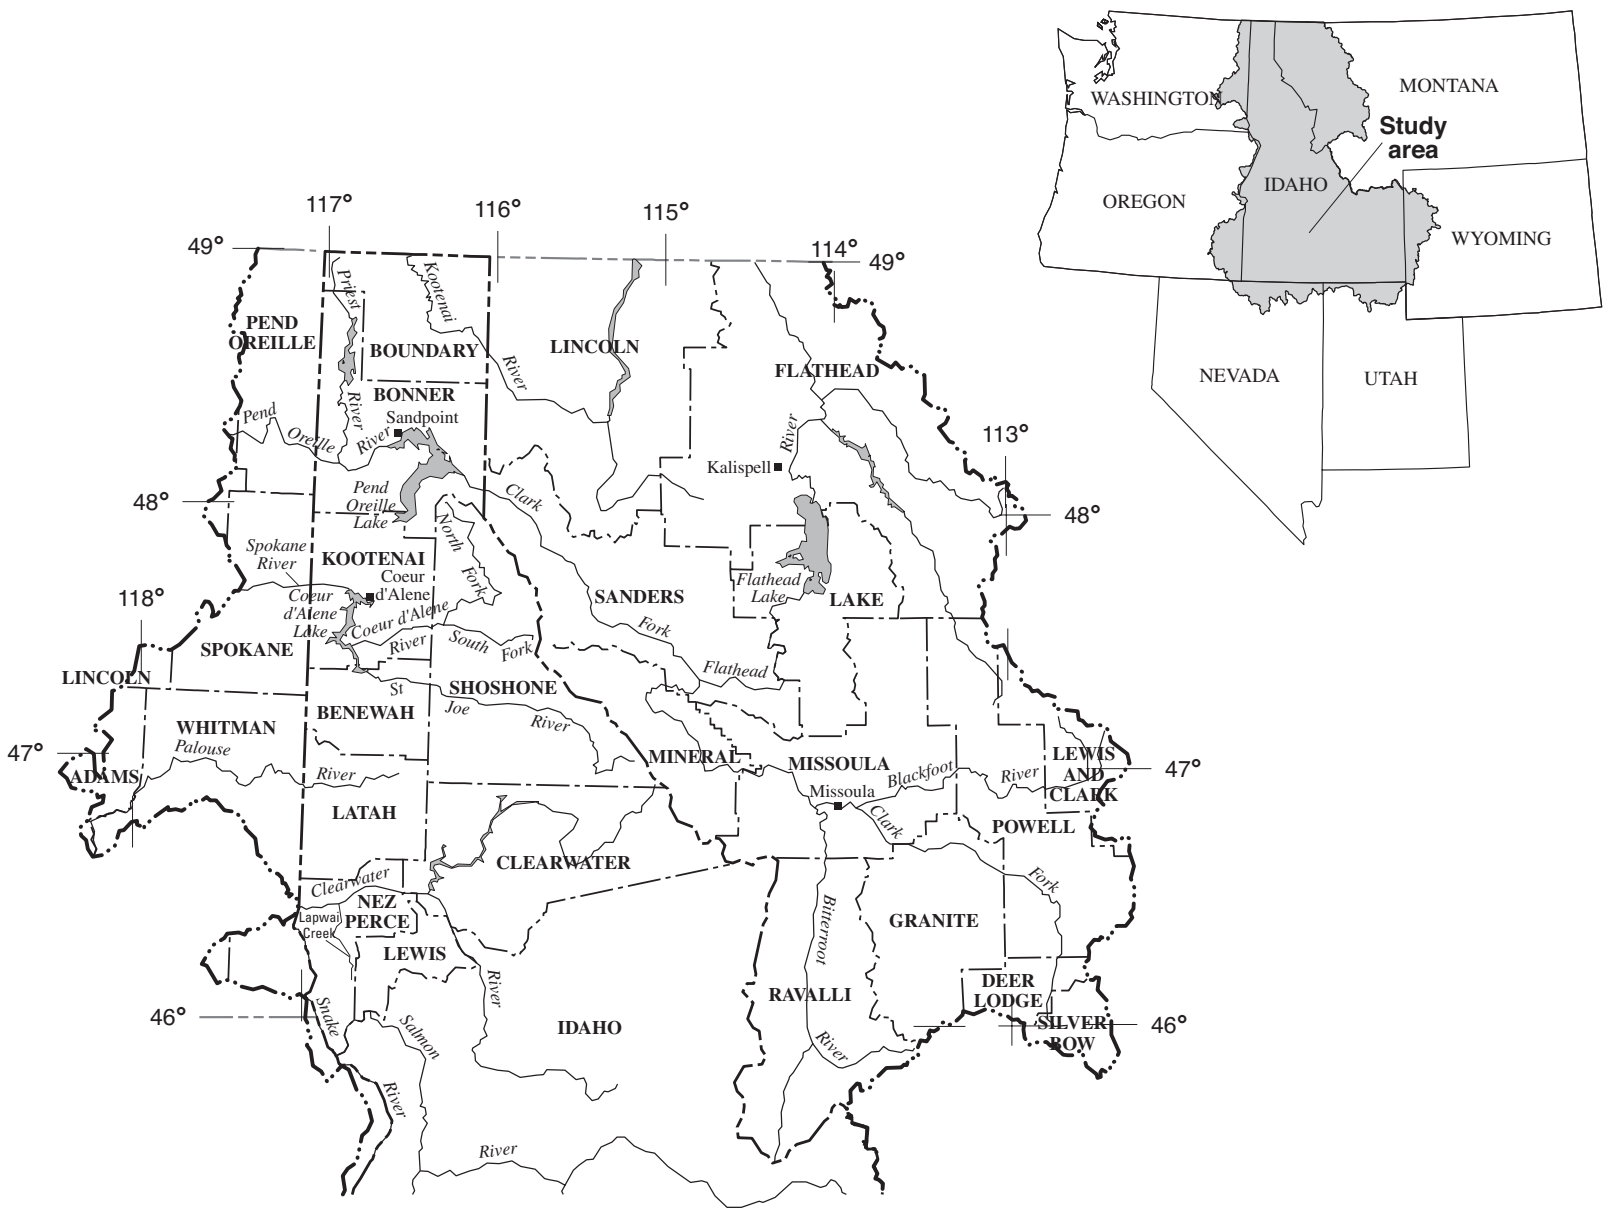 WASHINGTON
MONTANA
Study
area
IDAHO
OREGON
WYOMING
NEVADA
UTAH
117°
116°
115°
114°
49°
49°
Priest
Kootenai
PEND
OREILLE
BOUNDARY
LINCOLN
River
FLATHEAD
BONNER
River
Sandpoint
Pend
Oreille
River
River
113°
Kalispell
Pend
Oreille
Lake
Clark
48°
48°
North
Fork
Spokane
River
KOOTENAI
Coeur
d'Alene
Coeur
d'Alene
Lake
Coeur d'Alene
River
South
Fork
Flathead
Lake
LAKE
SANDERS
Fork
118°
SPOKANE
Flathead
LINCOLN
St
Joe
River
SHOSHONE
BENEWAH
WHITMAN
Palouse
River
47°
ADAMS
MINERAL
MISSOULA
Blackfoot
River
LEWIS
AND
CLARK
47°
Missoula
Clark
Fork
LATAH
POWELL
CLEARWATER
Clearwater
NEZ
PERCE
Lapwai
Creek
LEWIS
Bitterroot
GRANITE
River
RAVALLI
DEER
LODGE
Snake
46°
Salmon
IDAHO
SILVER
BOW
46°
River
River
River